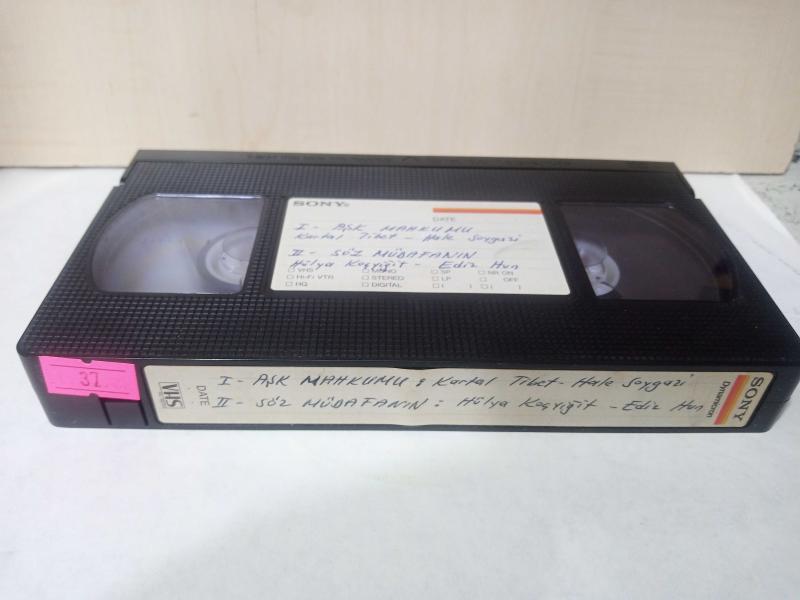 SONY
DATE
I - AŞK MAHKUMU
Kartal Tibet - Hale Soygazi
II - SÖZ MÜDAFANIN
Hülya Koçyiğit - Ediz Hun
VHS MONO SP NR ON
Hi-Fi VTR STEREO LP OFF
HQ DIGITAL ( ) ( )
37
VHS
DATE
I - AŞK MAHKUMU : Kartal Tibet - Hale Soygazi
II - SÖZ MÜDAFANIN : Hülya Koçyiğit - Ediz Hun
SONY
Dynamicron